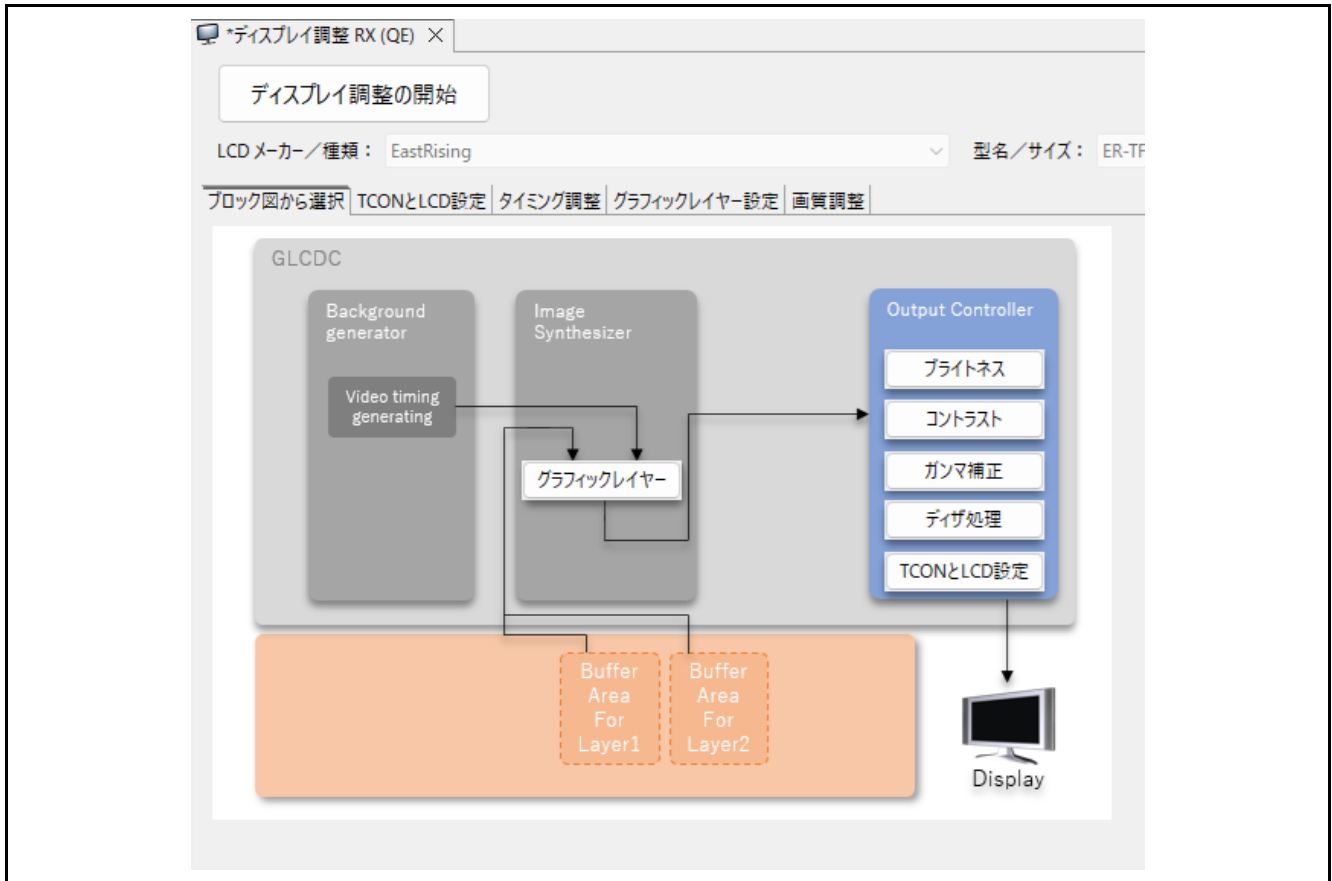 *ディスプレイ調整 RX (QE)
ディスプレイ調整の開始
LCD メーカー／種類： EastRising 型名／サイズ： ER-TF
ブロック図から選択 TCONとLCD設定 タイミング調整 グラフィックレイヤー設定 画質調整
GLCDC
Background
generator
Video timing
generating
Image
Synthesizer
グラフィックレイヤー
Output Controller
ブライトネス
コントラスト
ガンマ補正
ディザ処理
TCONとLCD設定
Buffer
Area
For
Layer1
Buffer
Area
For
Layer2
Display